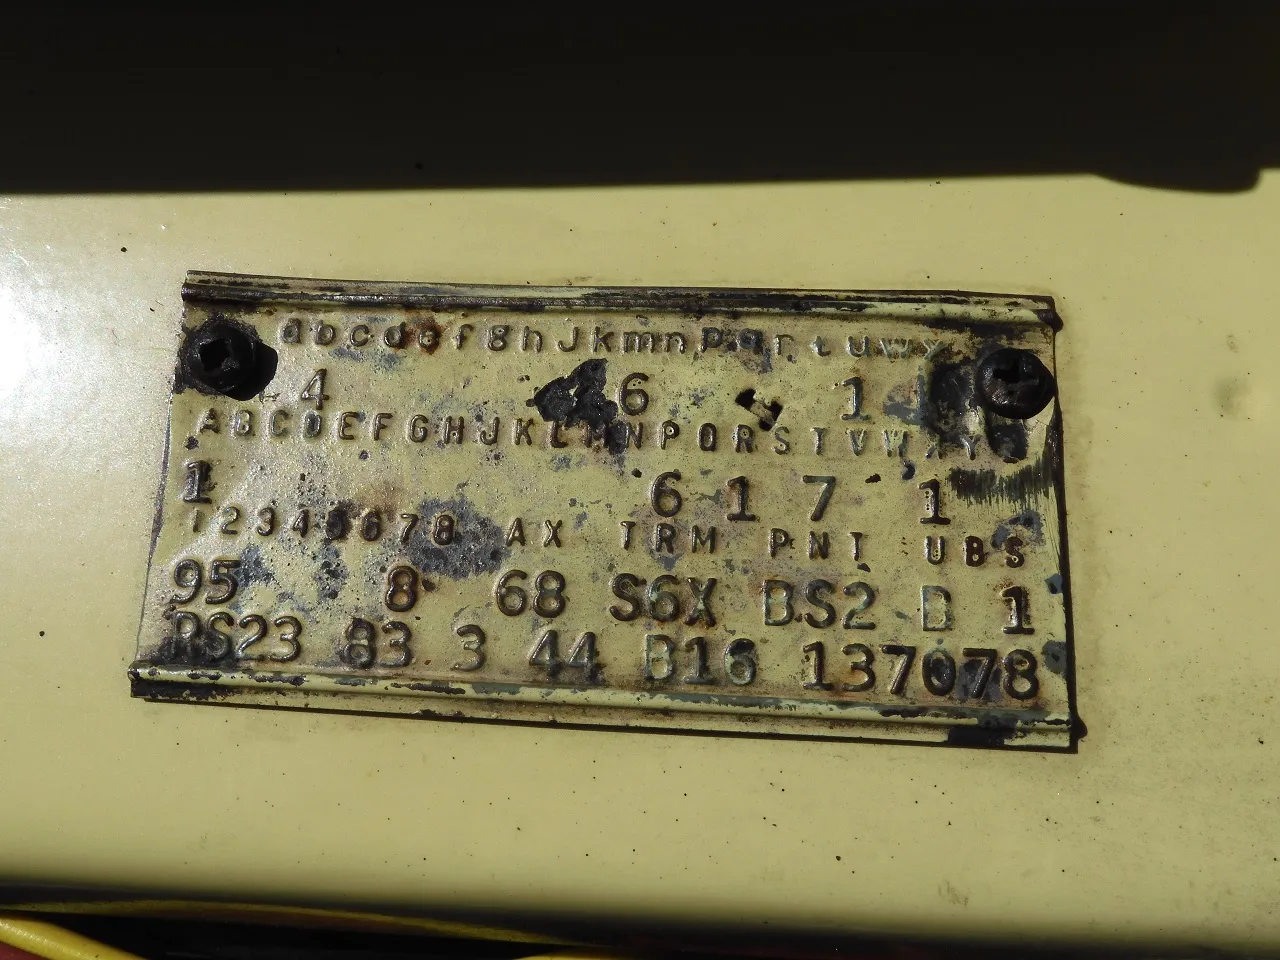 abcdefghJkmnpqrtuwxy
4 6 1
ABCDEFGHJKLMNPQRSTVWXY
1 6 1 7 1
12345678 AX TRM PNT UBS
95 8 68 S6X BS2 D 1
RS23 83 3 44 B16 137078